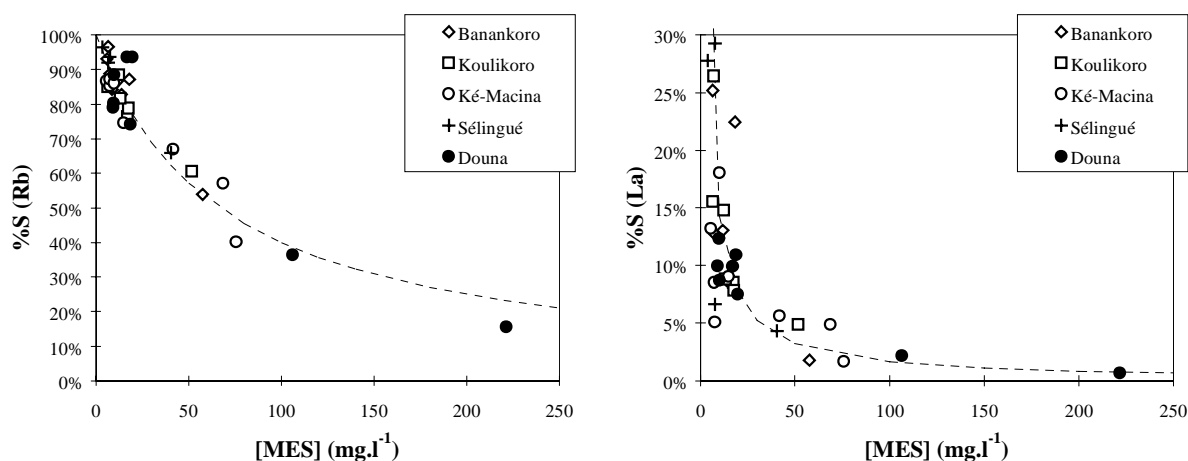 100%
90%
80%
70%
60%
50%
40%
30%
20%
10%
0%
%S (Rb)
0
50
100
150
200
250
[MES] (mg.l-1)
Banankoro
Koulikoro
Ké-Macina
Sélingué
Douna
30%
25%
20%
15%
10%
5%
0%
%S (La)
0
50
100
150
200
250
[MES] (mg.l-1)
Banankoro
Koulikoro
Ké-Macina
Sélingué
Douna